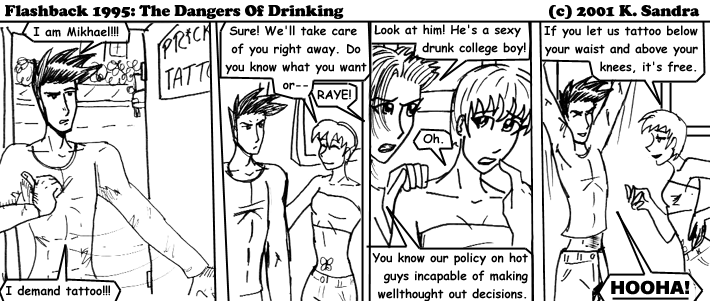 Flashback 1995: The Dangers Of Drinking
(c) 2001 K. Sandra
I am Mikhael!!!
PRICK
TATT
I demand tattoo!!!
Sure! We'll take care
of you right away. Do
you know what you want
or--
RAYE!
Look at him! He's a sexy
drunk college boy!
Oh.
You know our policy on hot
guys incapable of making
wellthought out decisions.
If you let us tattoo below
your waist and above your
knees, it's free.
HOOHA!